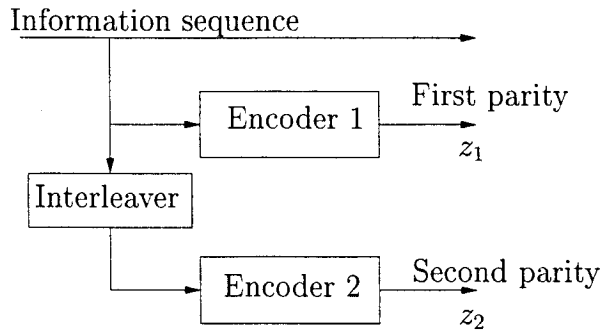 Information sequence
First parity
Encoder 1
z₁
Interleaver
Second parity
Encoder 2
z₂